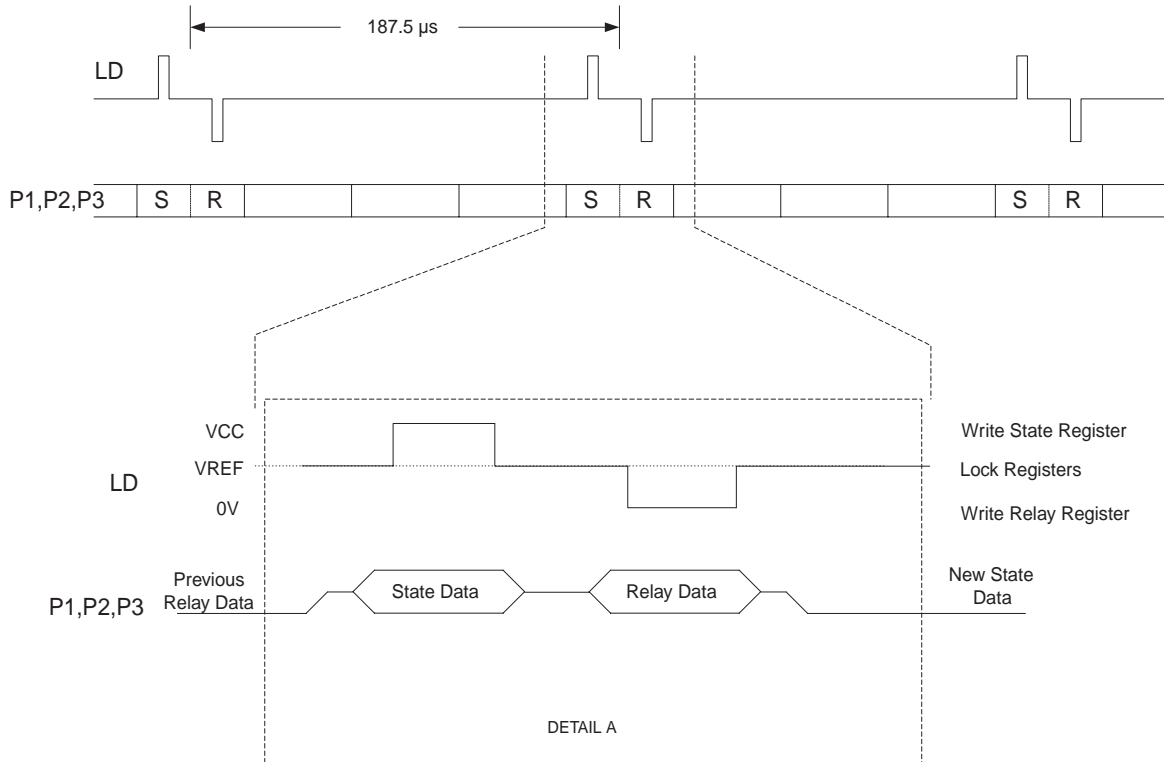 187.5 µs
LD
P1,P2,P3 S R S R S R
VCC Write State Register
VREF Lock Registers
LD
0V Write Relay Register
Previous
Relay Data
P1,P2,P3 State Data Relay Data
New State
Data
DETAIL A